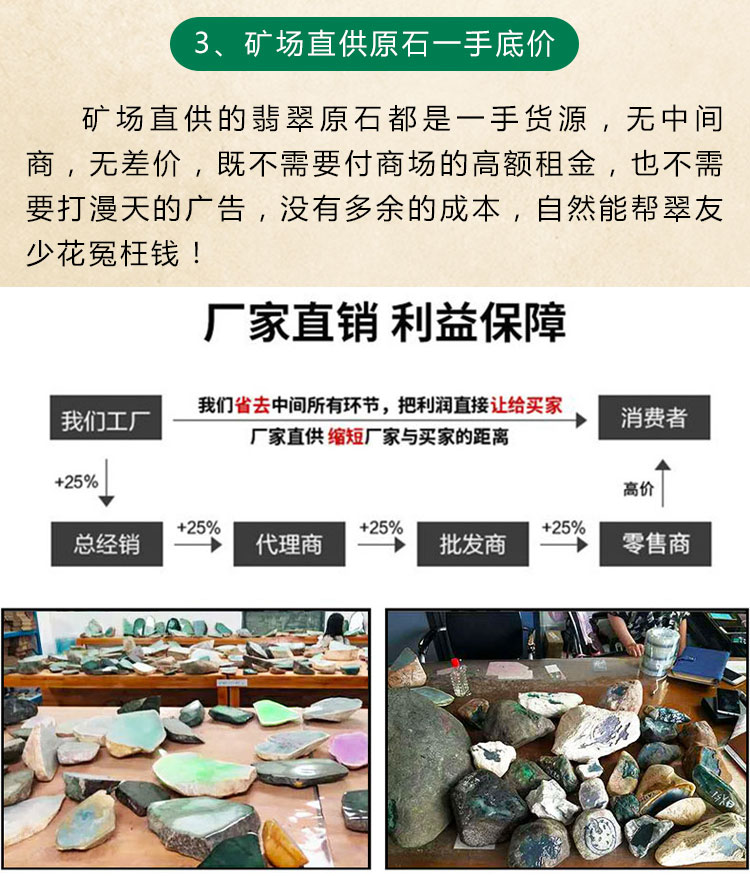 3、矿场直供原石一手底价
矿场直供的翡翠原石都是一手货源，无中间
商，无差价，既不需要付商场的高额租金，也不需
要打漫天的广告，没有多余的成本，自然能帮翠友
少花冤枉钱！
厂家直销 利益保障
我们工厂
我们省去中间所有环节，把利润直接让给买家
厂家直供 缩短厂家与买家的距离
消费者
+25%
高价
总经销
+25%
代理商
+25%
批发商
+25%
零售商